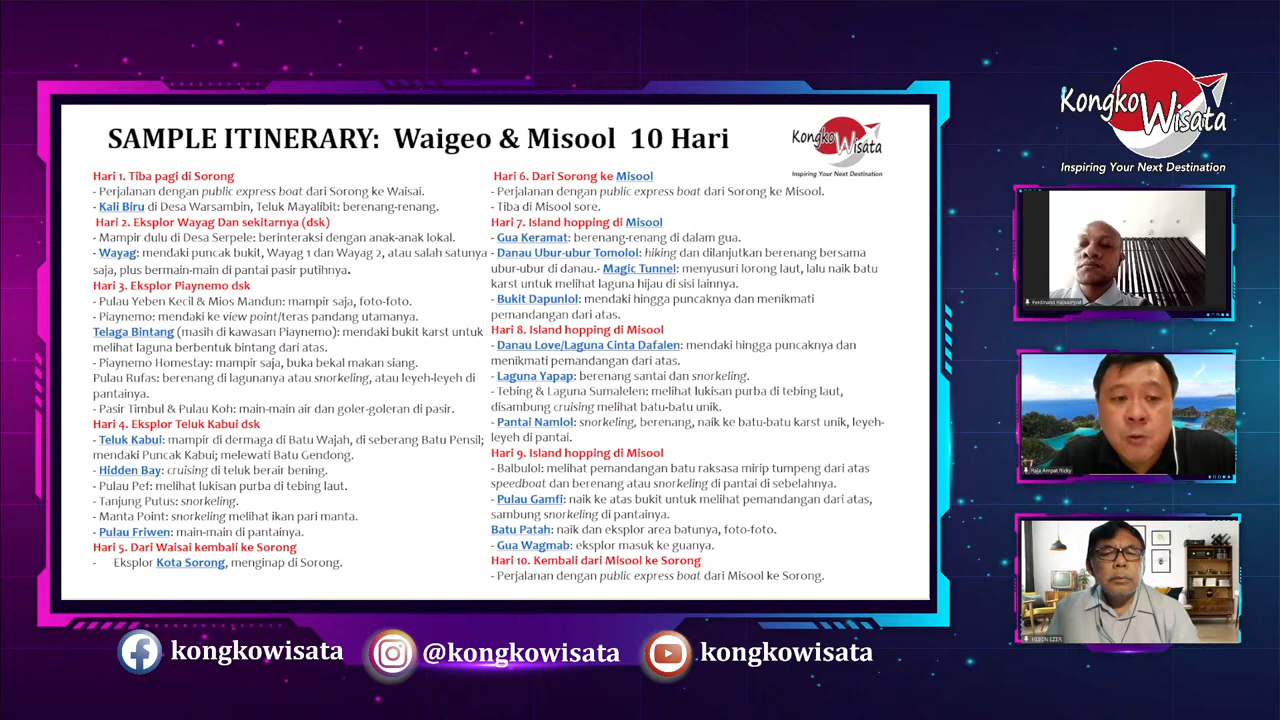 SAMPLE ITINERARY: Waigeo & Misool 10 Hari
Kongko Wisata
Inspiring Your Next Destination
Hari 1. Tiba pagi di Sorong
- Perjalanan dengan public express boat dari Sorong ke Waisai.
- Kali Biru di Desa Warsambin, Teluk Mayalibit: berenang-renang.
Hari 2. Eksplor Wayag Dan sekitarnya (dsk)
- Mampir dulu di Desa Serpele: berinteraksi dengan anak-anak lokal.
- Wayag: mendaki puncak bukit, Wayag 1 dan Wayag 2, atau salah satunya
saja, plus bermain-main di pantai pasir putihnya.
Hari 3. Eksplor Piaynemo dsk
- Pulau Yeben Kecil & Mios Mandun: mampir saja, foto-foto.
- Piaynemo: mendaki ke view point/teras pandang utamanya.
Telaga Bintang (masih di kawasan Piaynemo): mendaki bukit karst untuk
melihat laguna berbentuk bintang dari atas.
- Piaynemo Homestay: mampir saja, buka bekal makan siang.
Pulau Rufas: berenang di lagunanya atau snorkeling, atau leyeh-leyeh di
pantainya.
- Pasir Timbul & Pulau Koh: main-main air dan goler-goleran di pasir.
Hari 4. Eksplor Teluk Kabui dsk
- Teluk Kabui: mampir di dermaga di Batu Wajah, di seberang Batu Pensil;
mendaki Puncak Kabui; melewati Batu Gendong.
- Hidden Bay: cruising di teluk berair bening.
- Pulau Pef: melihat lukisan purba di tebing laut.
- Tanjung Putus: snorkeling.
- Manta Point: snorkeling melihat ikan pari manta.
- Pulau Friwen: main-main di pantainya.
Hari 5. Dari Waisai kembali ke Sorong
- Eksplor Kota Sorong, menginap di Sorong.
Hari 6. Dari Sorong ke Misool
- Perjalanan dengan public express boat dari Sorong ke Misool.
- Tiba di Misool sore.
Hari 7. Island hopping di Misool
- Gua Keramat: berenang-renang di dalam gua.
- Danau Ubur-ubur Tomolol: hiking dan dilanjutkan berenang bersama
ubur-ubur di danau.- Magic Tunnel: menyusuri lorong laut, lalu naik batu
karst untuk melihat laguna hijau di sisi lainnya.
- Bukit Dapunlol: mendaki hingga puncaknya dan menikmati
pemandangan dari atas.
Hari 8. Island hopping di Misool
- Danau Love/Laguna Cinta Dafalen: mendaki hingga puncaknya dan
menikmati pemandangan dari atas.
- Laguna Yapap: berenang santai dan snorkeling.
- Tebing & Laguna Sumalelen: melihat lukisan purba di tebing laut,
disambung cruising melihat batu-batu unik.
- Pantai Namlol: snorkeling, berenang, naik ke batu-batu karst unik, leyeh-
leyeh di pantai.
Hari 9. Island hopping di Misool
- Balbulol: melihat pemandangan batu raksasa mirip tumpeng dari atas
speedboat dan berenang atau snorkeling di pantai di sebelahnya.
- Pulau Gamfi: naik ke atas bukit untuk melihat pemandangan dari atas,
sambung snorkeling di pantainya.
Batu Patah: naik dan eksplor area batunya, foto-foto.
- Gua Wagmab: eksplor masuk ke guanya.
Hari 10. Kembali dari Misool ke Sorong
- Perjalanan dengan public express boat dari Misool ke Sorong.
Kongko Wisata
Inspiring Your Next Destination
Raja Ampat Ricky
kongkowisata
@kongkowisata
kongkowisata